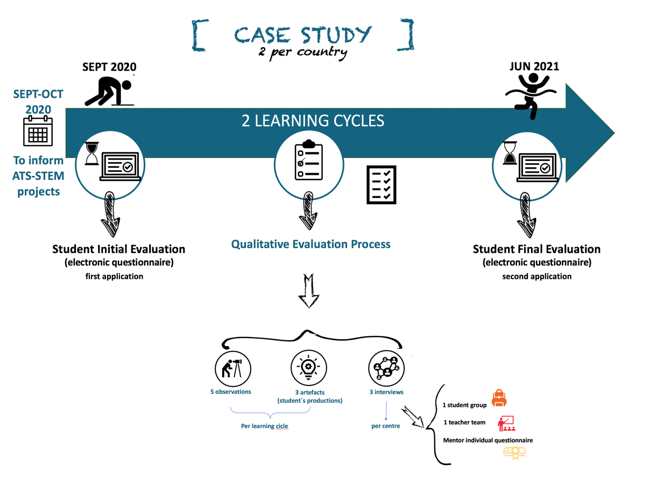 CASE STUDY
2 per country
SEPT 2020
JUN 2021
SEPT-OCT
2020
2 LEARNING CYCLES
To inform
ATS-STEM
projects
Student Initial Evaluation
(electronic questionnaire)
first application
Qualitative Evaluation Process
Student Final Evaluation
(electronic questionnaire)
second application
5 observations
3 artefacts
(student´s productions)
3 interviews
Per learning cicle
per centre
1 student group
1 teacher team
Mentor individual questionnaire